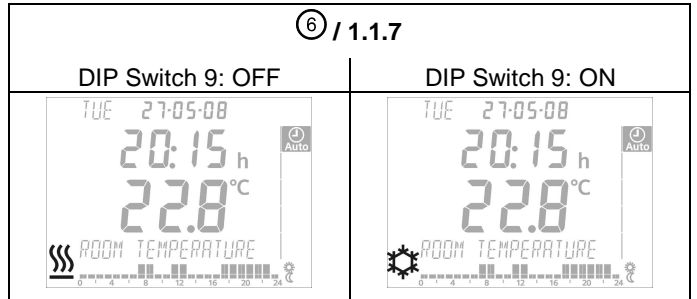 ⑥ / 1.1.7
DIP Switch 9: OFF
DIP Switch 9: ON
TUE 27-05-08
20:15 h
Auto
22.8 °C
ROOM TEMPERATURE
0 4 8 12 16 20 24
TUE 27-05-08
20:15 h
Auto
22.8 °C
ROOM TEMPERATURE
0 4 8 12 16 20 24